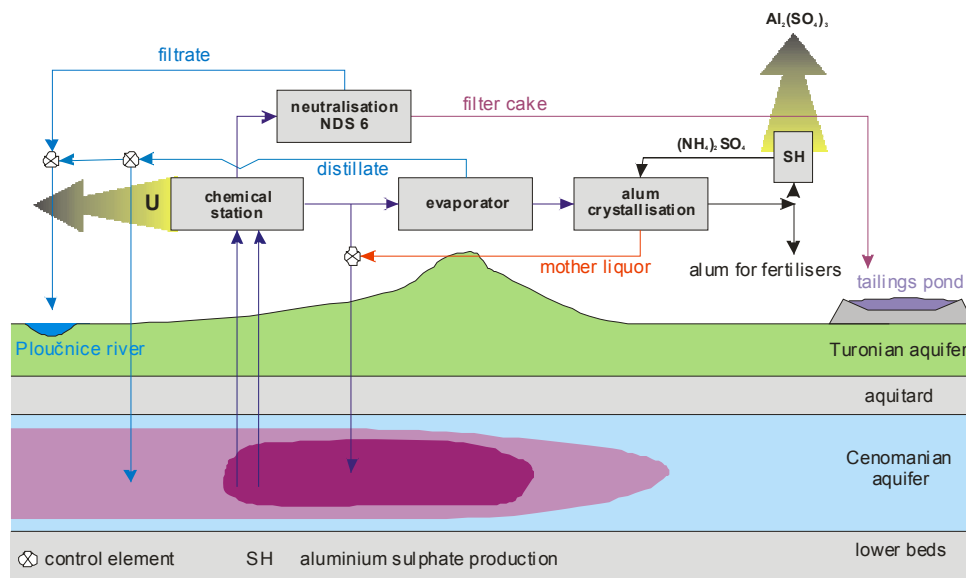 Al₂(SO₄)₃
filtrate
neutralisation
NDS 6
filter cake
(NH₄)₂SO₄
SH
distillate
U
chemical
station
evaporator
alum
crystallisation
mother liquor
alum for fertilisers
tailings pond
Ploučnice river
Turonian aquifer
aquitard
Cenomanian
aquifer
lower beds
control element
SH aluminium sulphate production